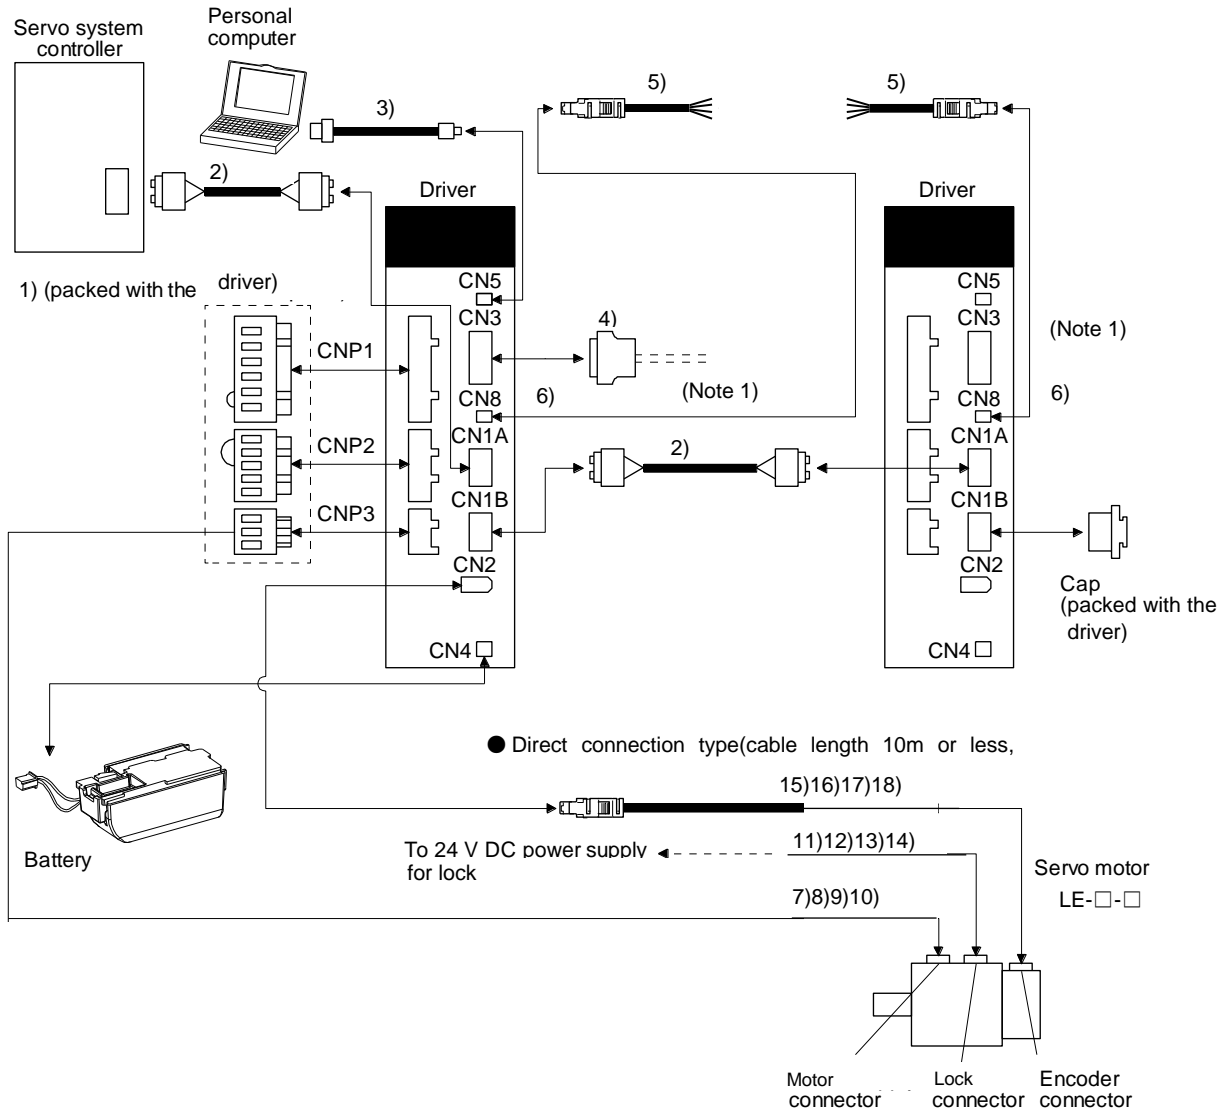 Servo system
controller
Personal
computer
3)
2)
5)
5)
Driver
Driver
1) (packed with the driver)
CN5
CN3
CN8
CN1A
CN1B
CN2
CN4
CNP1
CNP2
CNP3
4)
(Note 1)
6)
2)
CN5
CN3
CN8
CN1A
CN1B
CN2
CN4
(Note 1)
6)
Cap
(packed with the
driver)
Battery
● Direct connection type(cable length 10m or less,
15)16)17)18)
To 24 V DC power supply
for lock
11)12)13)14)
7)8)9)10)
Servo motor
LE-□-□
Motor
connector
Lock
connector
Encoder
connector